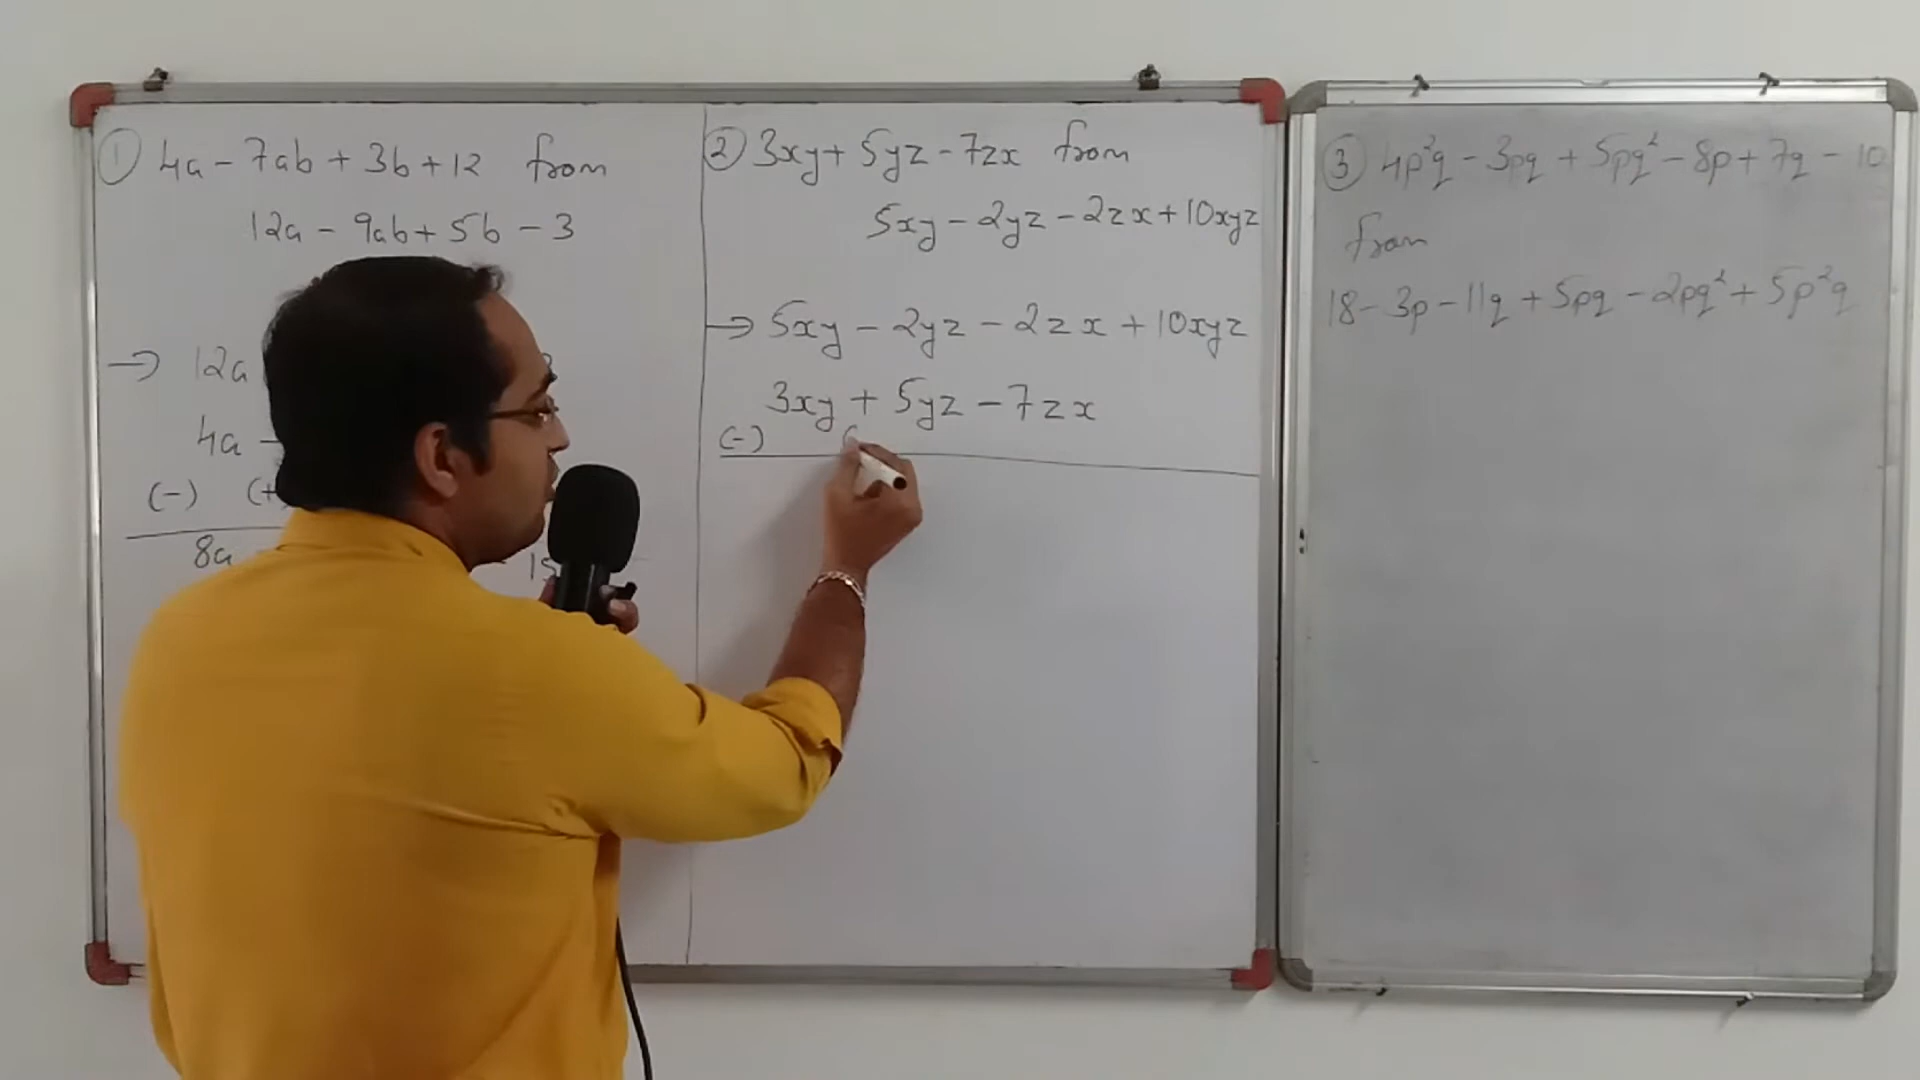 ① 4a - 7ab + 3b + 12 from
12a - 9ab + 5b - 3
→ 12a
4a -
(-) (+
8a 15
② 3xy + 5yz - 7zx from
5xy - 2yz - 2zx + 10xyz
→ 5xy - 2yz - 2zx + 10xyz
3xy + 5yz - 7zx
(-) (
③ 4p²q - 3pq + 5pq² - 8p + 7q - 10
from
18 - 3p - 11q + 5pq - 2pq² + 5p²q